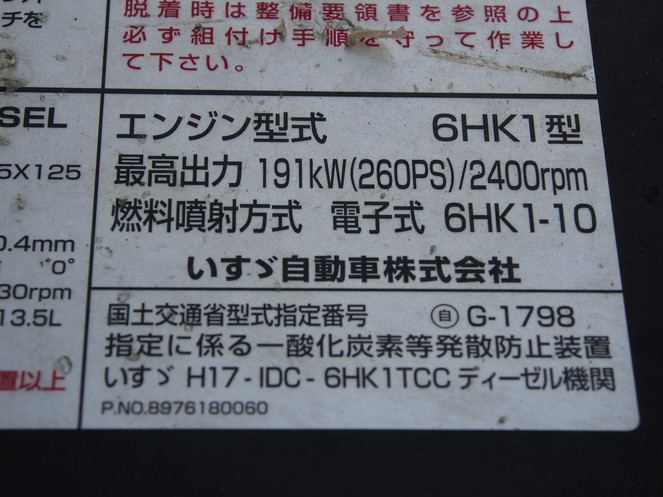 チを
脱着時は整備要領書を参照の上
必ず組付け手順を守って作業し
て下さい。
SEL
5X125
0.4mm
0°
30rpm
13.5L
置以上
エンジン型式 6HK1型
最高出力 191kW(260PS)/2400rpm
燃料噴射方式 電子式 6HK1-10
いすゞ自動車株式会社
国土交通省型式指定番号 自 G-1798
指定に係る一酸化炭素等発散防止装置
いすゞ H17-IDC-6HK1TCC ディーゼル機関
P.NO.8976180060